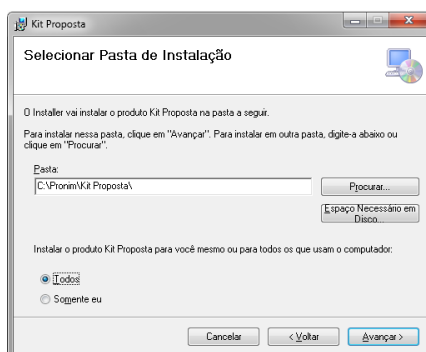 Kit Proposta
Selecionar Pasta de Instalação
O Installer vai instalar o produto Kit Proposta na pasta a seguir.
Para instalar nessa pasta, clique em "Avançar". Para instalar em outra pasta, digite-a abaixo ou
clique em "Procurar".
Pasta:
C:\Pronim\Kit Proposta\
Procurar...
Espaço Necessário em
Disco...
Instalar o produto Kit Proposta para você mesmo ou para todos os que usam o computador:
Todos
Somente eu
Cancelar
< Voltar
Avançar >